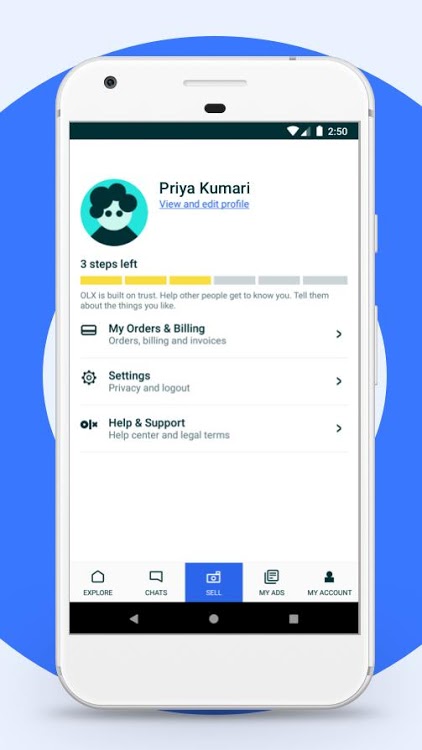 2:50
Priya Kumari
View and edit profile
3 steps left
OLX is built on trust. Help other people get to know you. Tell them
about the things you like.
My Orders & Billing
Orders, billing and invoices
Settings
Privacy and logout
olx
Help & Support
Help center and legal terms
EXPLORE
CHATS
SELL
MY ADS
MY ACCOUNT